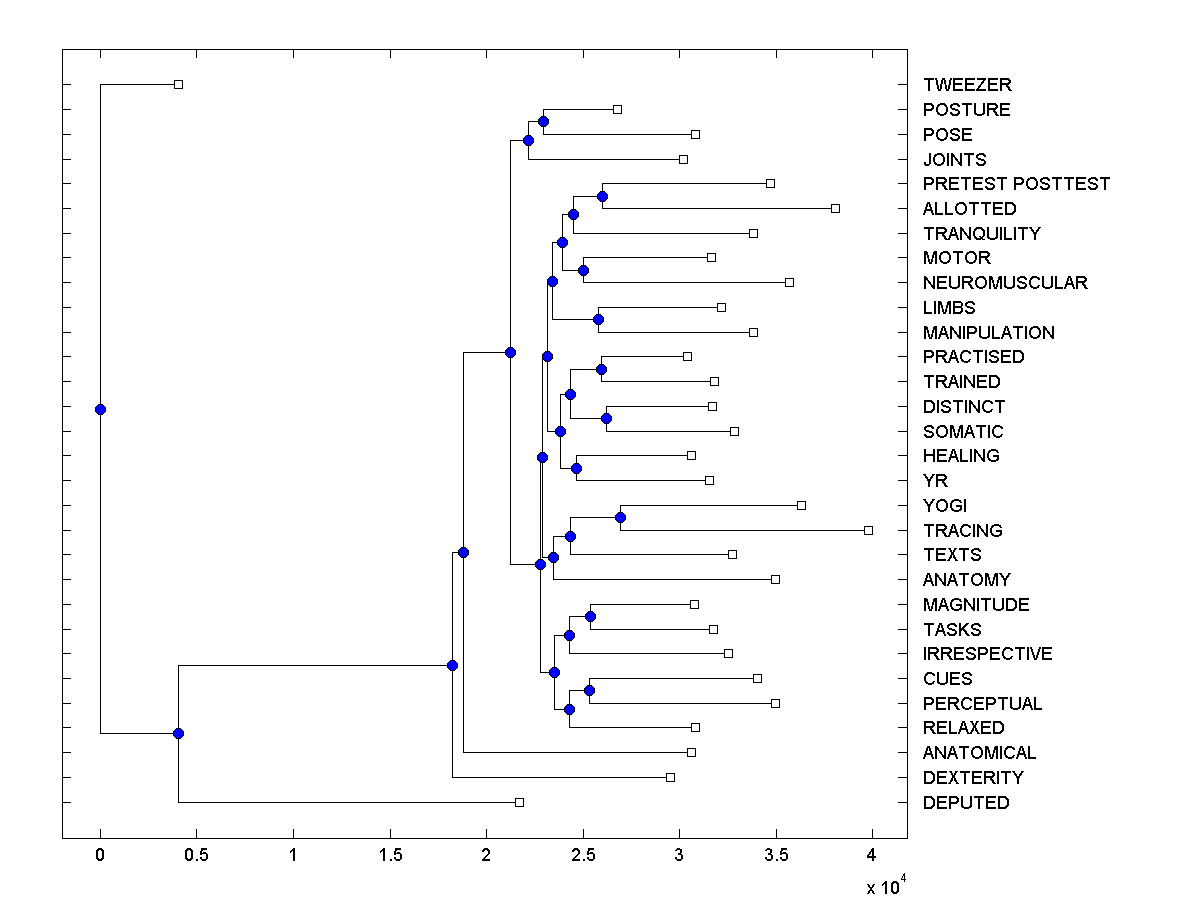 TWEEZER
POSTURE
POSE
JOINTS
PRETEST POSTTEST
ALLOTTED
TRANQUILITY
MOTOR
NEUROMUSCULAR
LIMBS
MANIPULATION
PRACTISED
TRAINED
DISTINCT
SOMATIC
HEALING
YR
YOGI
TRACING
TEXTS
ANATOMY
MAGNITUDE
TASKS
IRRESPECTIVE
CUES
PERCEPTUAL
RELAXED
ANATOMICAL
DEXTERITY
DEPUTED
0 0.5 1 1.5 2 2.5 3 3.5 4
x 10^4